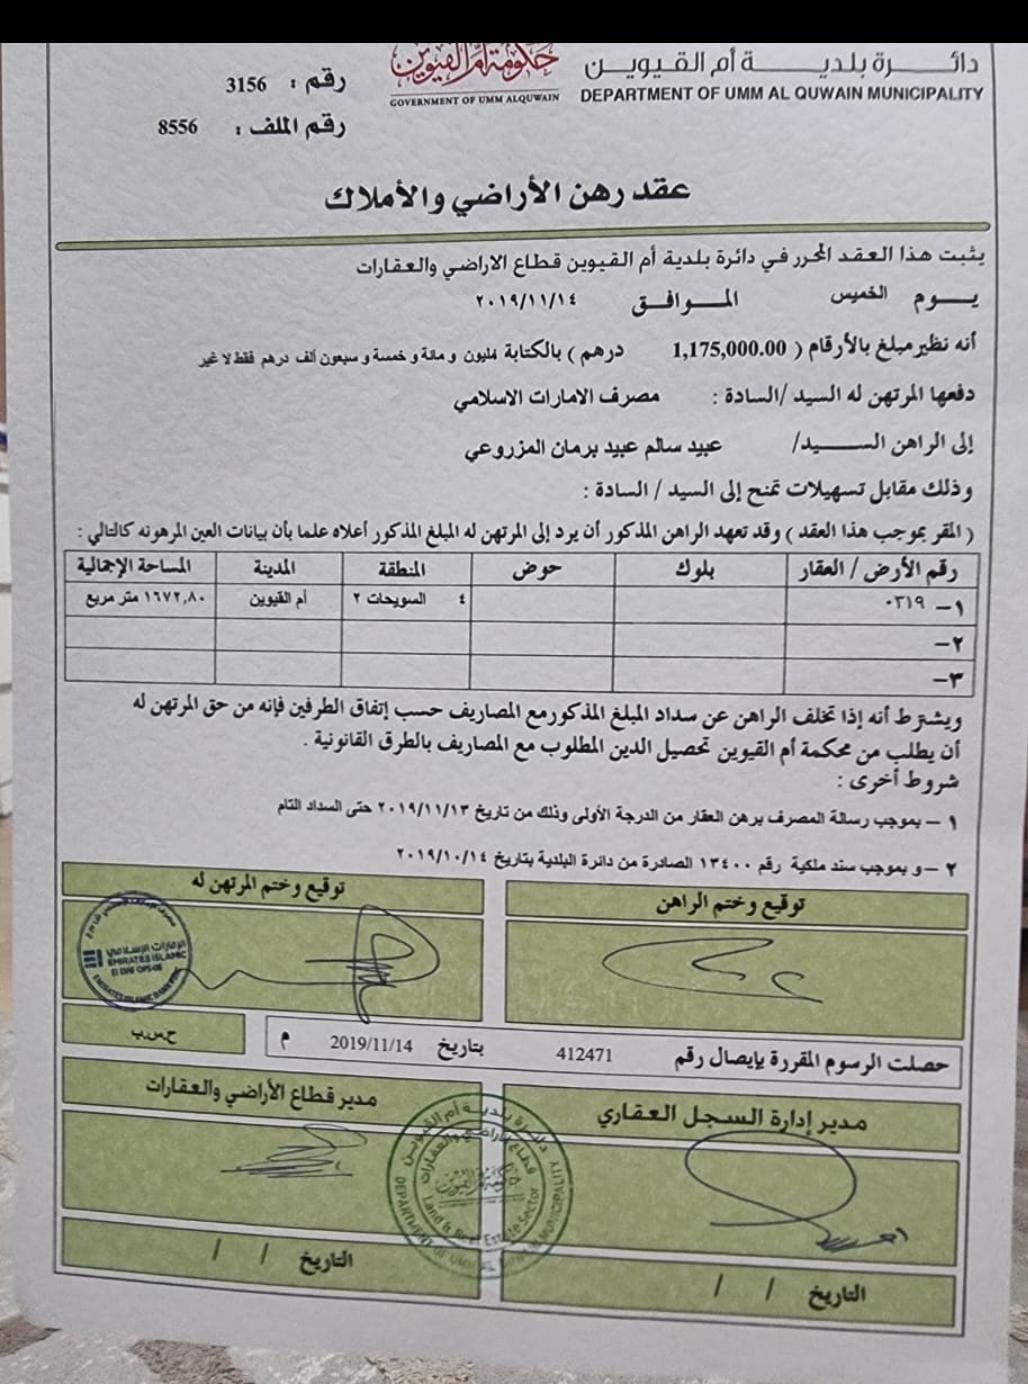 دائرة بلدية أم القيوين
DEPARTMENT OF UMM AL QUWAIN MUNICIPALITY
حكومة أم القيوين
GOVERNMENT OF UMM ALQUWAIN
رقم : 3156
رقم الملف : 8556
عقد رهن الأراضي والأملاك
يثبت هذا العقد المحرر في دائرة بلدية أم القيوين قطاع الاراضي والعقارات
يـــوم الخميس المـــوافـق ٢٠١٩/١١/١٤
أنه نظير مبلغ بالأرقام ( 1,175,000.00 درهم ) بالكتابة مليون و مائة و خمسة و سبعون ألف درهم فقط لا غير
دفعها المرتهن له السيد /السادة : مصرف الامارات الاسلامي
إلى الراهن الســـــيد/ عبيد سالم عبيد برمان المزروعي
وذلك مقابل تسهيلات تمنح إلى السيد / السادة :
( المقر بموجب هذا العقد ) وقد تعهد الراهن المذكور أن يرد إلى المرتهن له المبلغ المذكور أعلاه علما بأن بيانات العين المرهونه كالتالي :
رقم الأرض / العقار بلوك حوض المنطقة المدينة المساحة الإجمالية
١– ٠٣١٩ ٤ السويحات ٢ أم القيوين ١٦٧٢,٨٠ متر مربع
٢–
٣–
ويشترط أنه إذا تخلف الراهن عن سداد المبلغ المذكورمع المصاريف حسب إتفاق الطرفين فإنه من حق المرتهن له
أن يطلب من محكمة أم القيوين تحصيل الدين المطلوب مع المصاريف بالطرق القانونية .
شروط أخرى :
١ – بموجب رسالة المصرف برهن العقار من الدرجة الأولى وذلك من تاريخ ٢٠١٩/١١/١٣ حتى السداد التام
٢ –و بموجب سند ملكية رقم ١٣٤٠٠ الصادرة من دائرة البلدية بتاريخ ٢٠١٩/١٠/١٤
توقيع وختم الراهن توقيع وختم المرتهن له
الإمارات الإسلامي
EMIRATES ISLAMIC
حصلت الرسوم المقررة بإيصال رقم 412471 بتاريخ 2019/11/14 م ح.س.ب
مدير إدارة السجل العقاري مدير قطاع الأراضي والعقارات
دائرة بلدية أم القيوين
قطاع الأراضي والعقارات
Land & Real Estate Sector
DEPARTMENT OF UMM AL QUWAIN MUNICIPALITY
التاريخ / / التاريخ / /